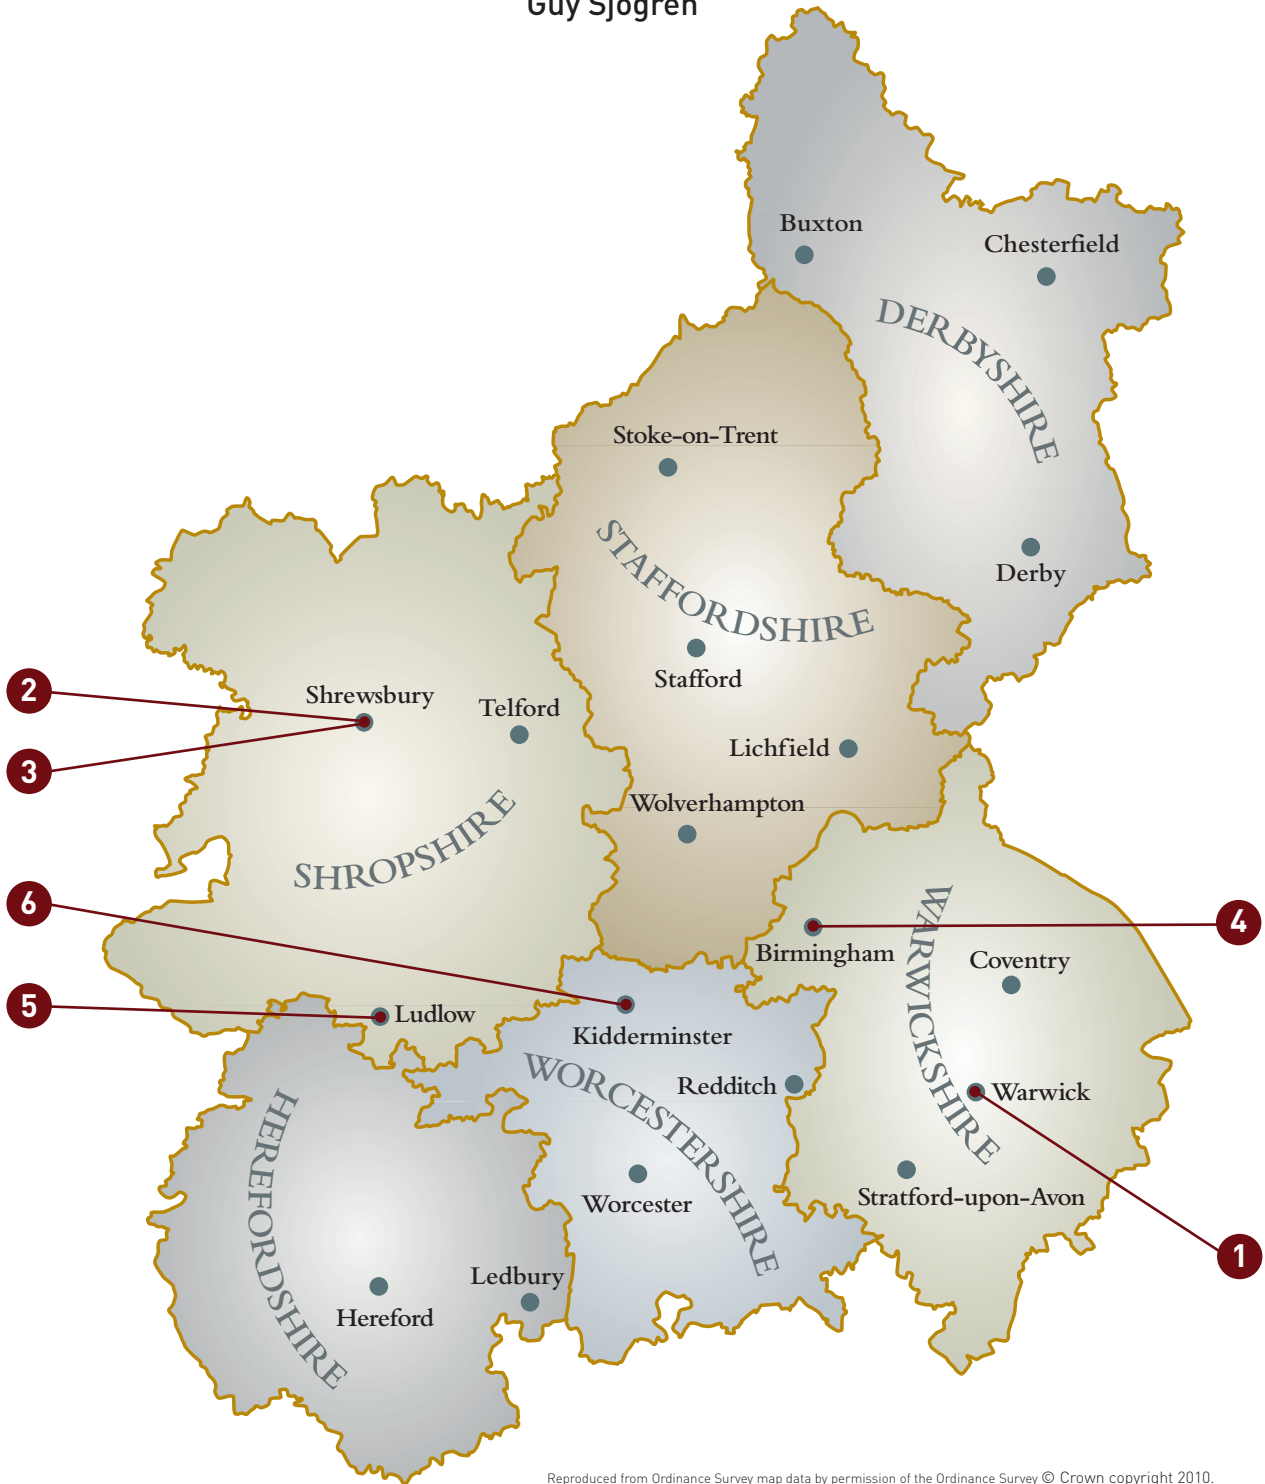 Guy Sjögren
Buxton
Chesterfield
DERBYSHIRE
Stoke-on-Trent
STAFFORDSHIRE
Derby
Stafford
2
Shrewsbury
Telford
3
Lichfield
Wolverhampton
SHROPSHIRE
6
4
WARWICKSHIRE
Birmingham
Coventry
5
Ludlow
Kidderminster
WORCESTERSHIRE
Redditch
Warwick
HEREFORDSHIRE
Worcester
Stratford-upon-Avon
1
Ledbury
Hereford
Reproduced from Ordinance Survey map data by permission of the Ordinance Survey © Crown copyright 2010.